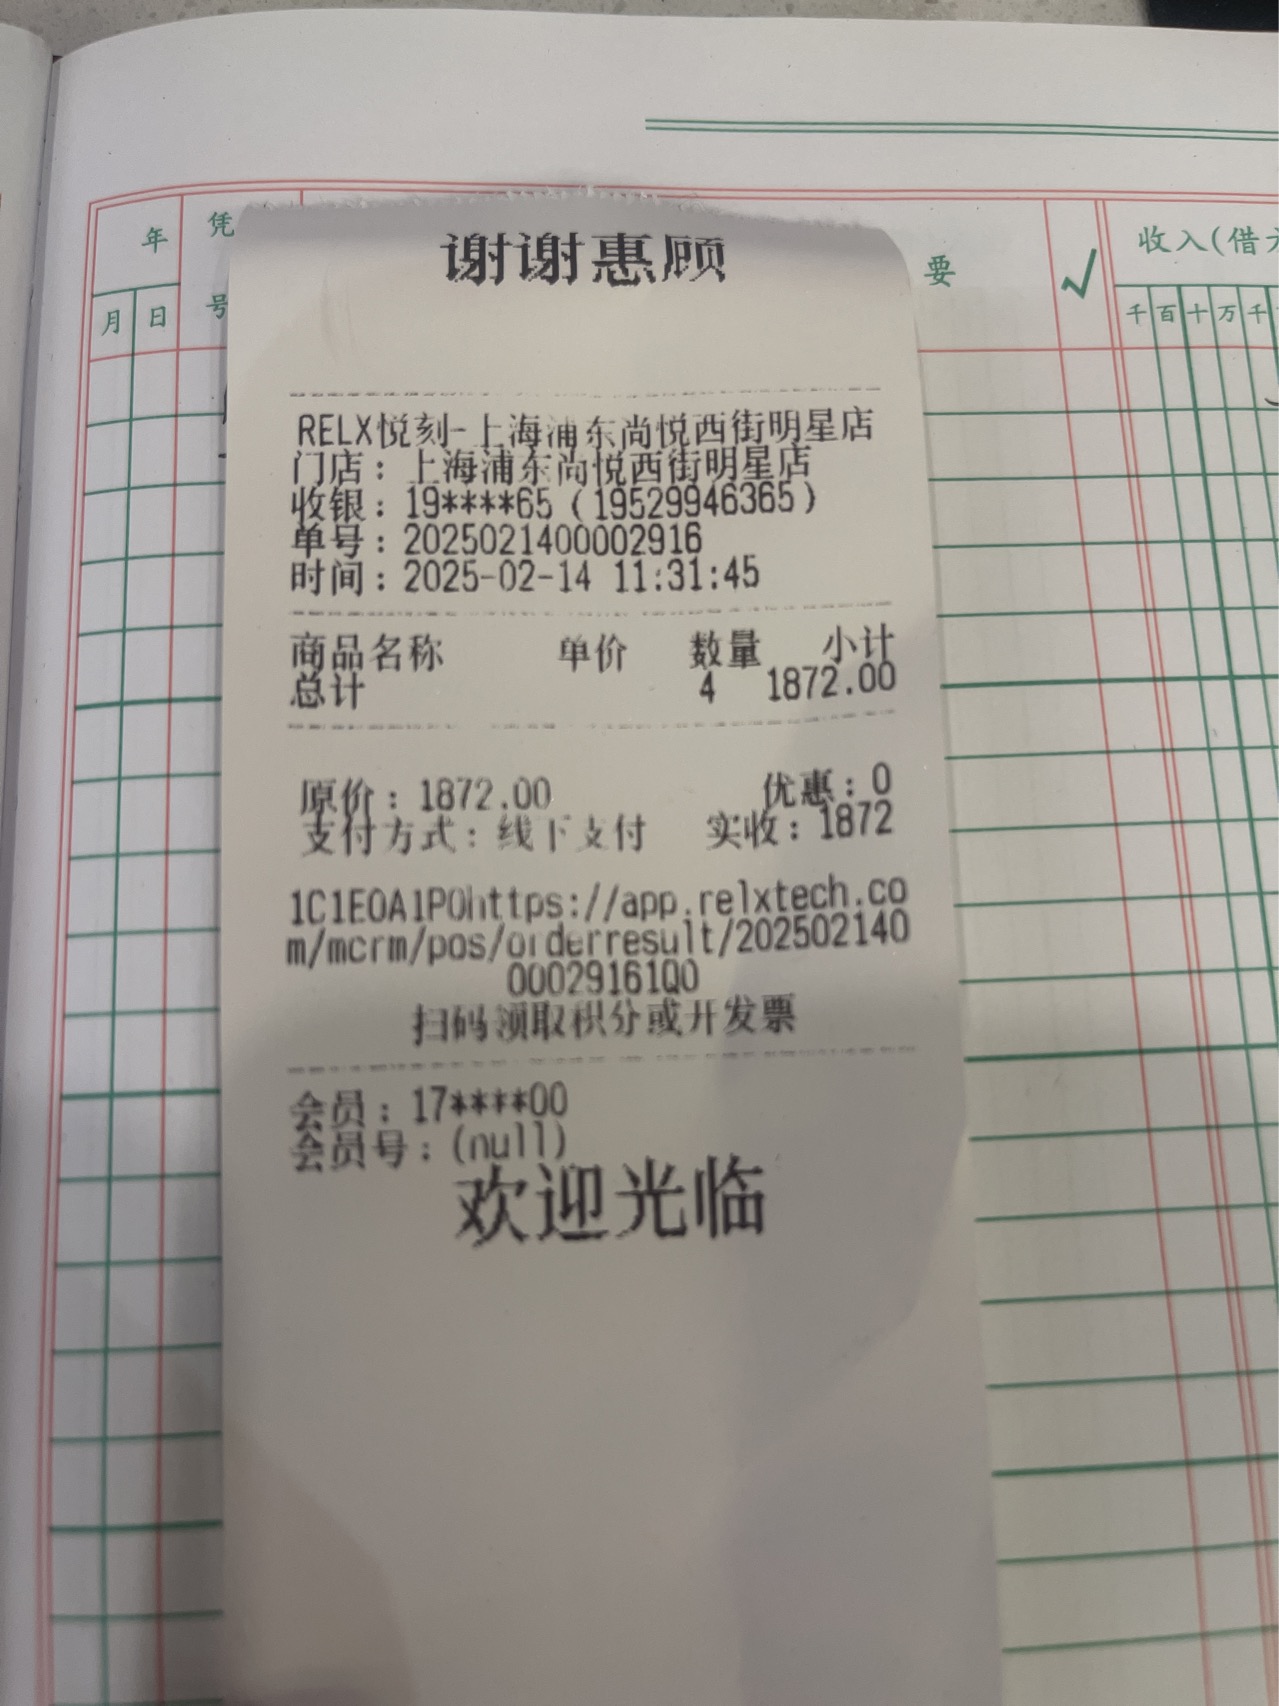 年
凭
号
月
日
要
√
收入(借
千百十万千
谢谢惠顾
RELX悦刻-上海浦东尚悦西街明星店
门店：上海浦东尚悦西街明星店
收银：19****65（19529946365）
单号：2025021400002916
时间：2025-02-14 11:31:45
商品名称 单价 数量 小计
总计 4 1872.00
原价：1872.00 优惠：0
支付方式：线下支付 实收：1872
1C1E0A1P0https://app.relxtech.co
m/mcrm/pos/orderresult/202502140
00029161Q0
扫码领取积分或开发票
会员：17****00
会员号：(null)
欢迎光临